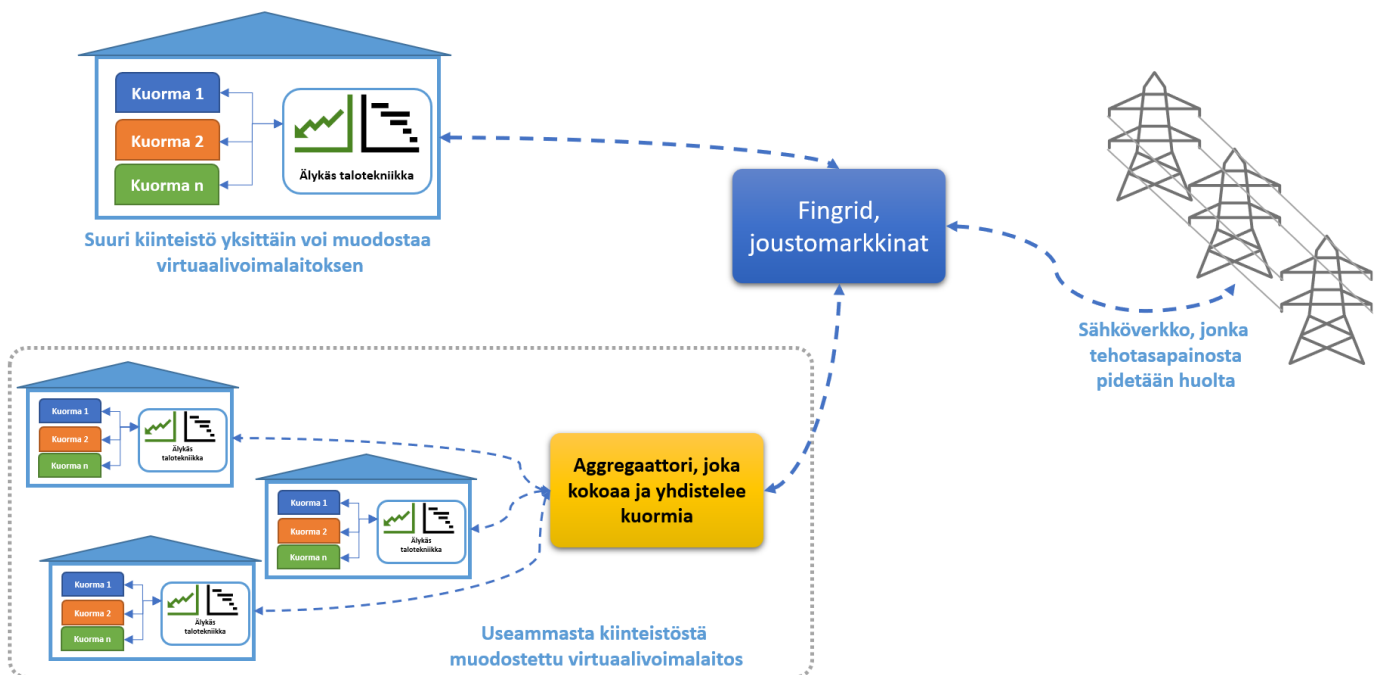 Kuorma 1
Kuorma 2
Kuorma n
Älykäs talotekniikka
Suuri kiinteistö yksittäin voi muodostaa
virtuaalivoimalaitoksen
Fingrid,
joustomarkkinat
Sähköverkko, jonka
tehotasapainosta
pidetään huolta
Kuorma 1
Kuorma 2
Kuorma n
Älykäs
talotekniikka
Kuorma 1
Kuorma 2
Kuorma n
Älykäs
talotekniikka
Kuorma 1
Kuorma 2
Kuorma n
Älykäs
talotekniikka
Aggregaattori, joka
kokoaa ja yhdistelee
kuormia
Useammasta kiinteistöstä
muodostettu virtuaalivoimalaitos